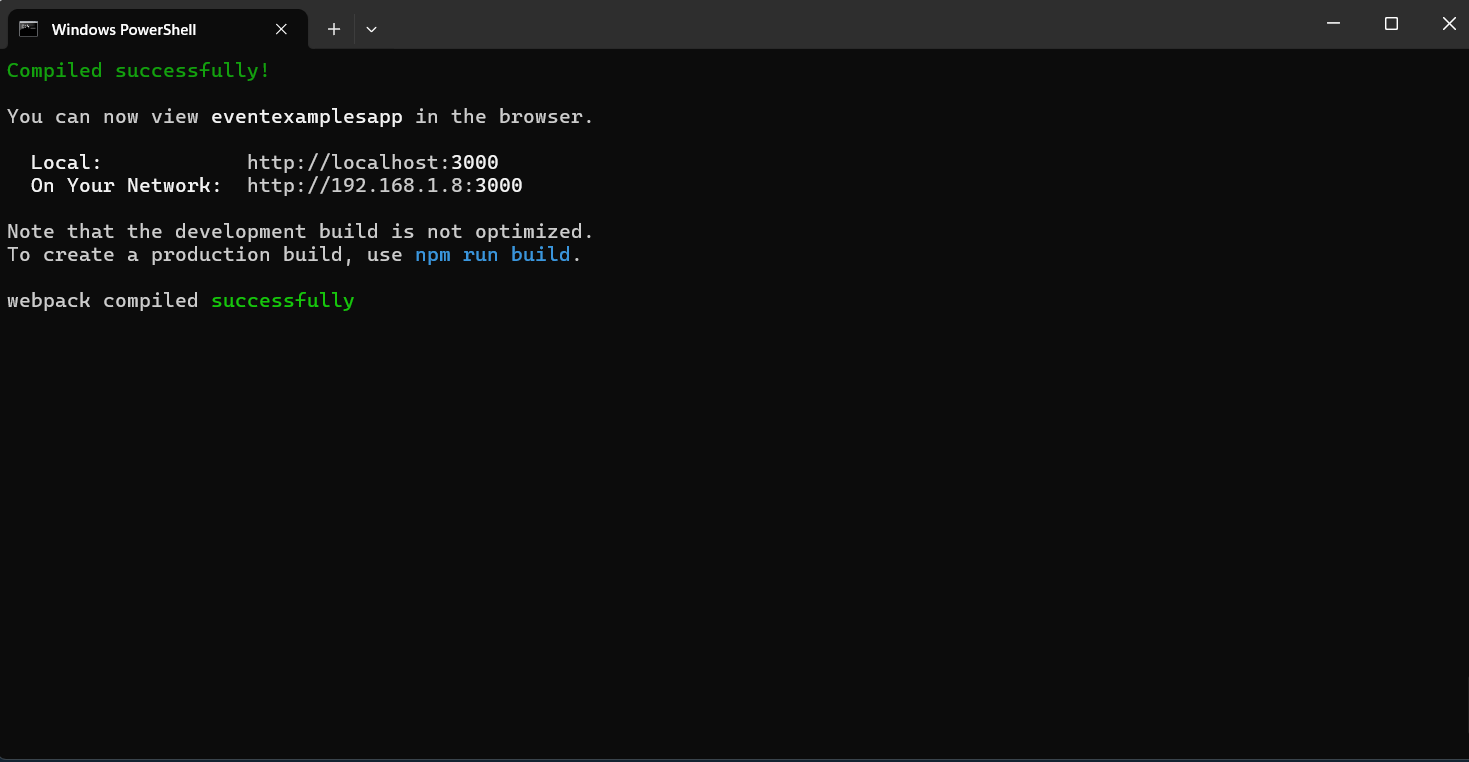 Windows PowerShell
Compiled successfully!
You can now view eventexamplesapp in the browser.
Local: http://localhost:3000
On Your Network: http://192.168.1.8:3000
Note that the development build is not optimized.
To create a production build, use npm run build.
webpack compiled successfully